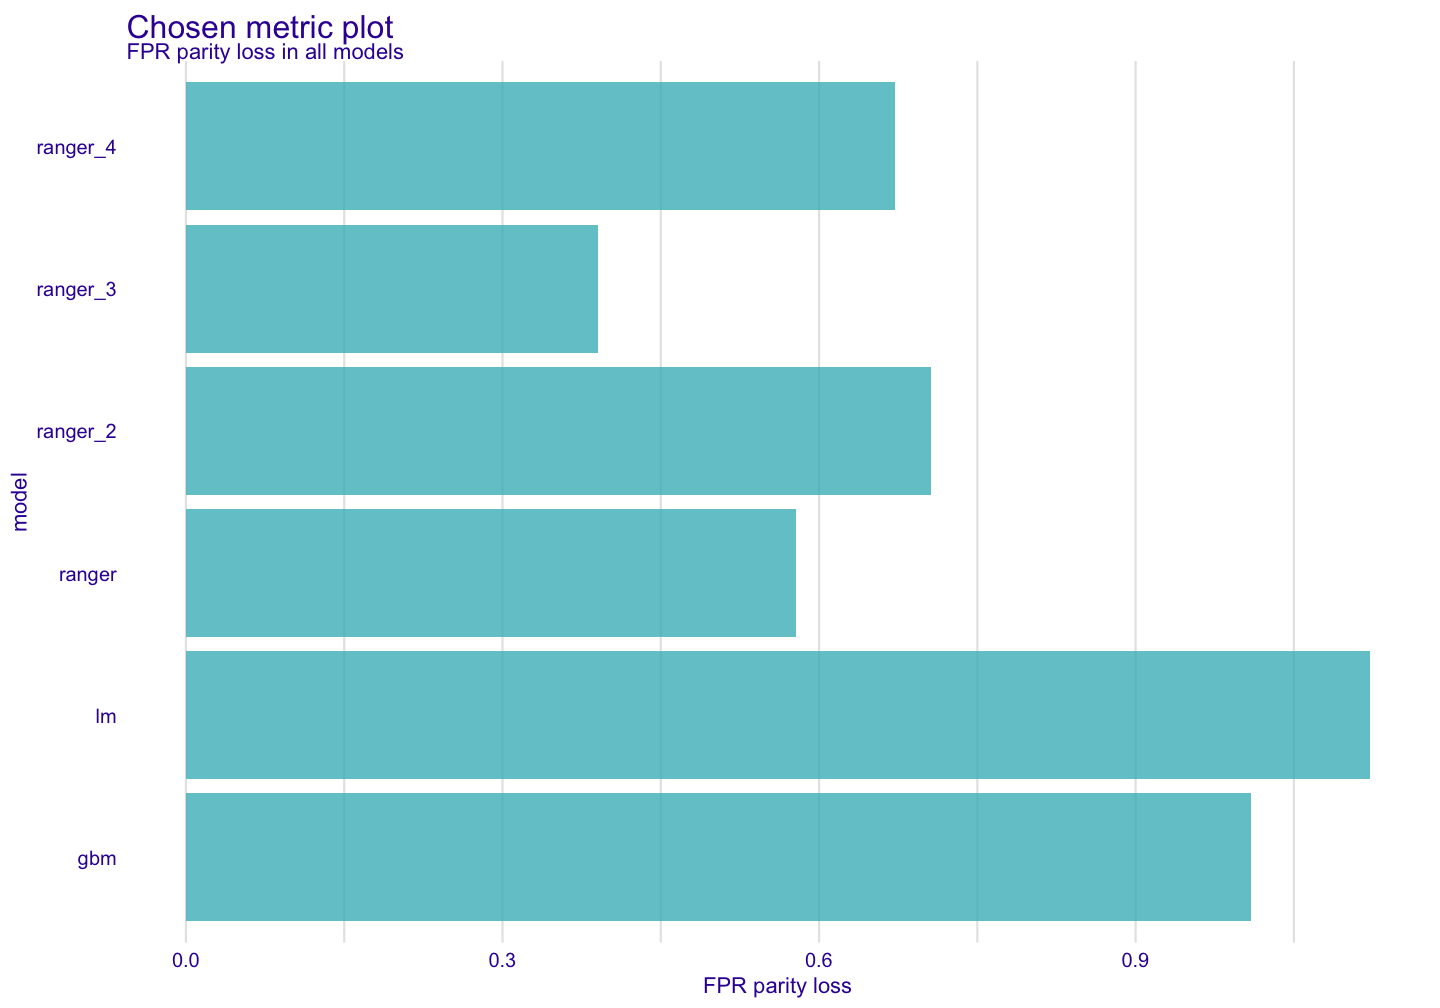 Chosen metric plot
FPR parity loss in all models
ranger_4
ranger_3
ranger_2
ranger
lm
gbm
model
0.0 0.3 0.6 0.9
FPR parity loss